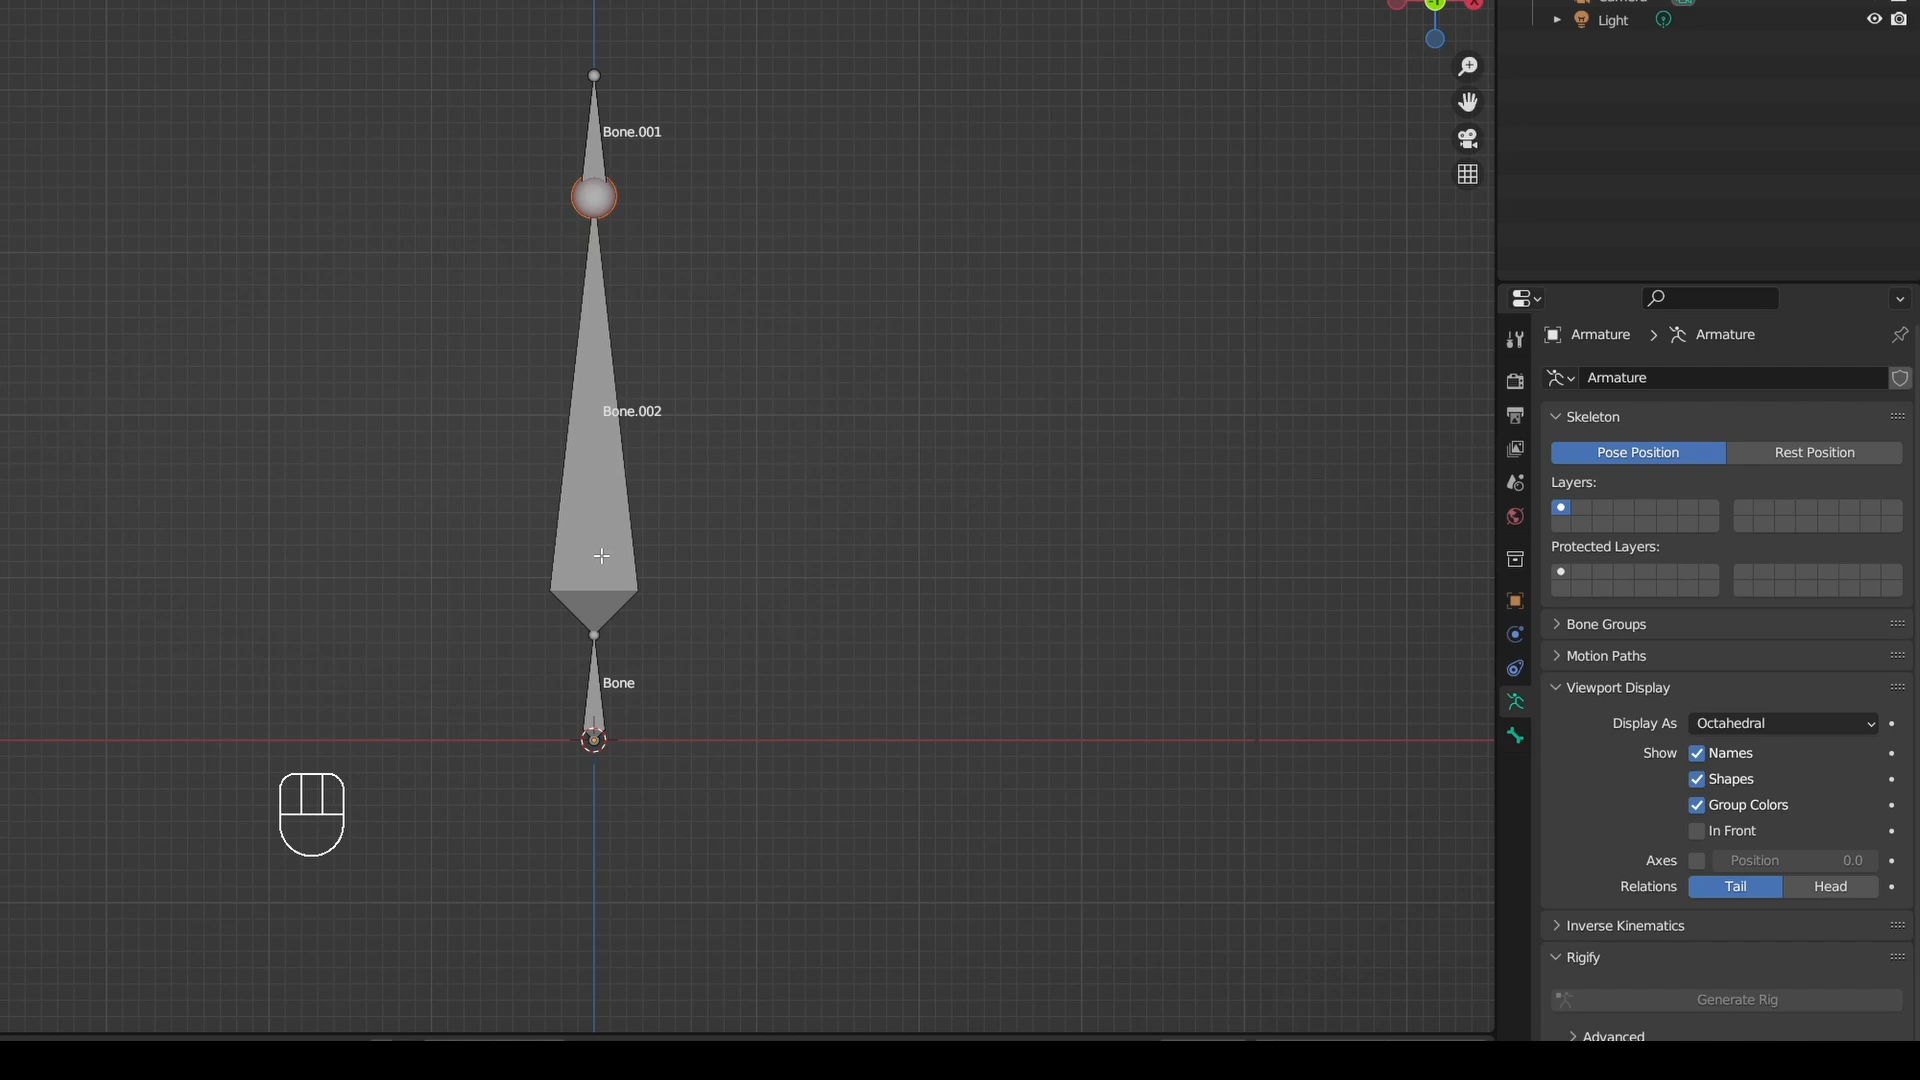 Light
Bone.001
Bone.002
Bone
Armature > Armature
Armature
Skeleton
Pose Position Rest Position
Layers:
Protected Layers:
Bone Groups
Motion Paths
Viewport Display
Display As Octahedral
Show Names
Shapes
Group Colors
In Front
Axes Position 0.0
Relations Tail Head
Inverse Kinematics
Rigify
Generate Rig
Advanced